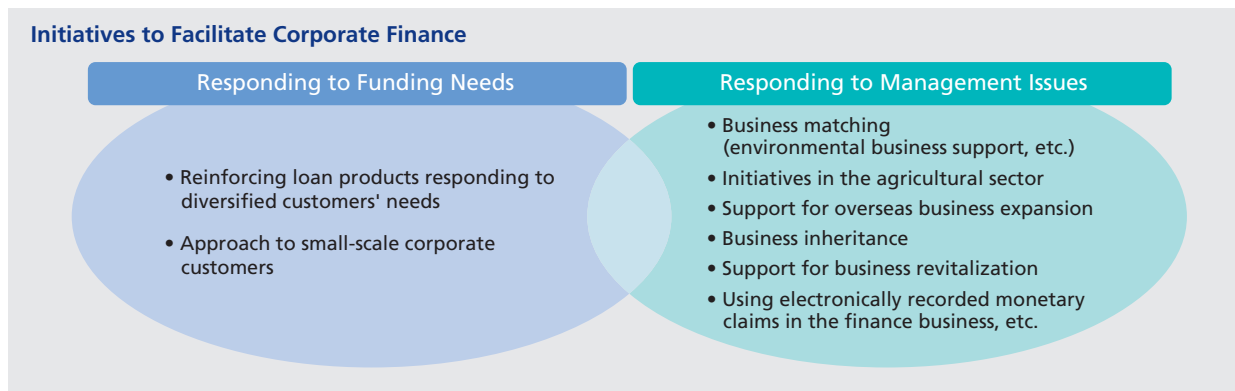 Initiatives to Facilitate Corporate Finance
Responding to Funding Needs
• Reinforcing loan products responding to
diversified customers' needs
• Approach to small-scale corporate
customers
Responding to Management Issues
• Business matching
(environmental business support, etc.)
• Initiatives in the agricultural sector
• Support for overseas business expansion
• Business inheritance
• Support for business revitalization
• Using electronically recorded monetary
claims in the finance business, etc.